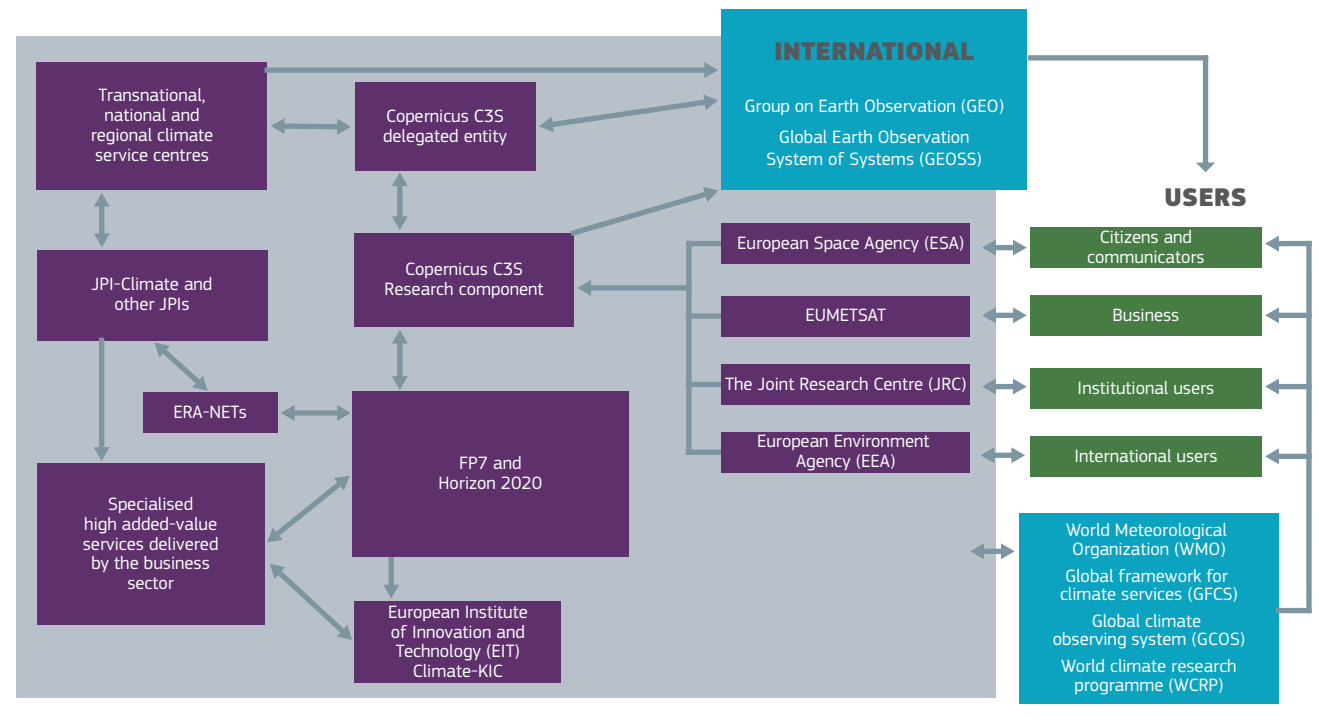 INTERNATIONAL
Group on Earth Observation (GEO)
Global Earth Observation
System of Systems (GEOSS)
Transnational,
national and
regional climate
service centres
Copernicus C3S
delegated entity
USERS
JPI-Climate and
other JPIs
Copernicus C3S
Research component
European Space Agency (ESA)
Citizens and
communicators
EUMETSAT
Business
The Joint Research Centre (JRC)
Institutional users
ERA-NETs
European Environment
Agency (EEA)
International users
FP7 and
Horizon 2020
Specialised
high added-value
services delivered
by the business
sector
European Institute
of Innovation and
Technology (EIT)
Climate-KIC
World Meteorological
Organization (WMO)
Global framework for
climate services (GFCS)
Global climate
observing system (GCOS)
World climate research
programme (WCRP)